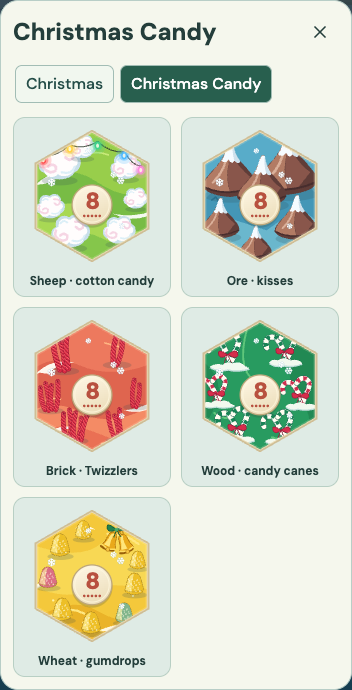 Christmas Candy
Christmas
Christmas Candy
8
8
Sheep · cotton candy
Ore · kisses
8
8
Brick · Twizzlers
Wood · candy canes
8
Wheat · gumdrops